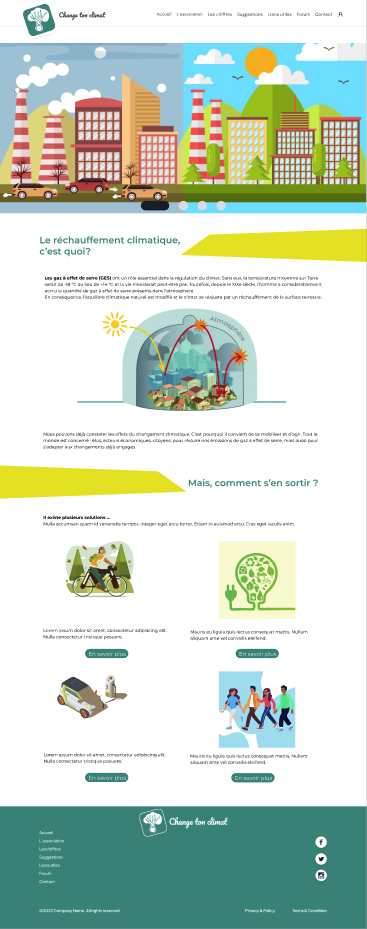 Change ton climat
Accueil L'association Les chiffres Suggestions Liens utiles Forum Contact
Le réchauffement climatique,
c'est quoi?
Les gaz à effet de serre (GES) ont un rôle essentiel dans la régulation du climat. Sans eux, la température moyenne sur Terre
serait de -18 °C au lieu de +14 °C et la vie n'existerait peut-être pas. Toutefois, depuis le XIXe siècle, l'homme a considérablement
accru la quantité de gaz à effet de serre présents dans l'atmosphère.
En conséquence, l'équilibre climatique naturel est modifié et le climat se réajuste par un réchauffement de la surface terrestre.
Atmosphère
Nous pouvons déjà constater les effets du changement climatique. C'est pourquoi il convient de se mobiliser et d'agir. Tout le
monde est concerné : élus, acteurs économiques, citoyens, pour réduire nos émissions de gaz à effet de serre, mais aussi pour
s'adapter aux changements déjà engagés.
Mais, comment s'en sortir ?
Il existe plusieurs solutions ...
Nulla accumsan quam id venenatis tempor. Integer eget arcu tortor. Etiam in euismod arcu. Cras eget iaculis enim.
Lorem ipsum dolor sit amet, consectetur adipiscing elit.
Nulla consectetur tristique posuere.
En savoir plus
Mauris eu ligula quis lectus consequat mattis. Nullam
aliquam ante vel convallis eleifend.
En savoir plus
Lorem ipsum dolor sit amet, consectetur adipiscing elit.
Nulla consectetur tristique posuere.
En savoir plus
Mauris eu ligula quis lectus consequat mattis. Nullam
aliquam ante vel convallis eleifend.
En savoir plus
Change ton climat
Accueil
L'association
Les chiffres
Suggestions
Liens utiles
Forum
Contact
©2022 Company Name. All rights reserved
Privacy & Policy Terms & Condition